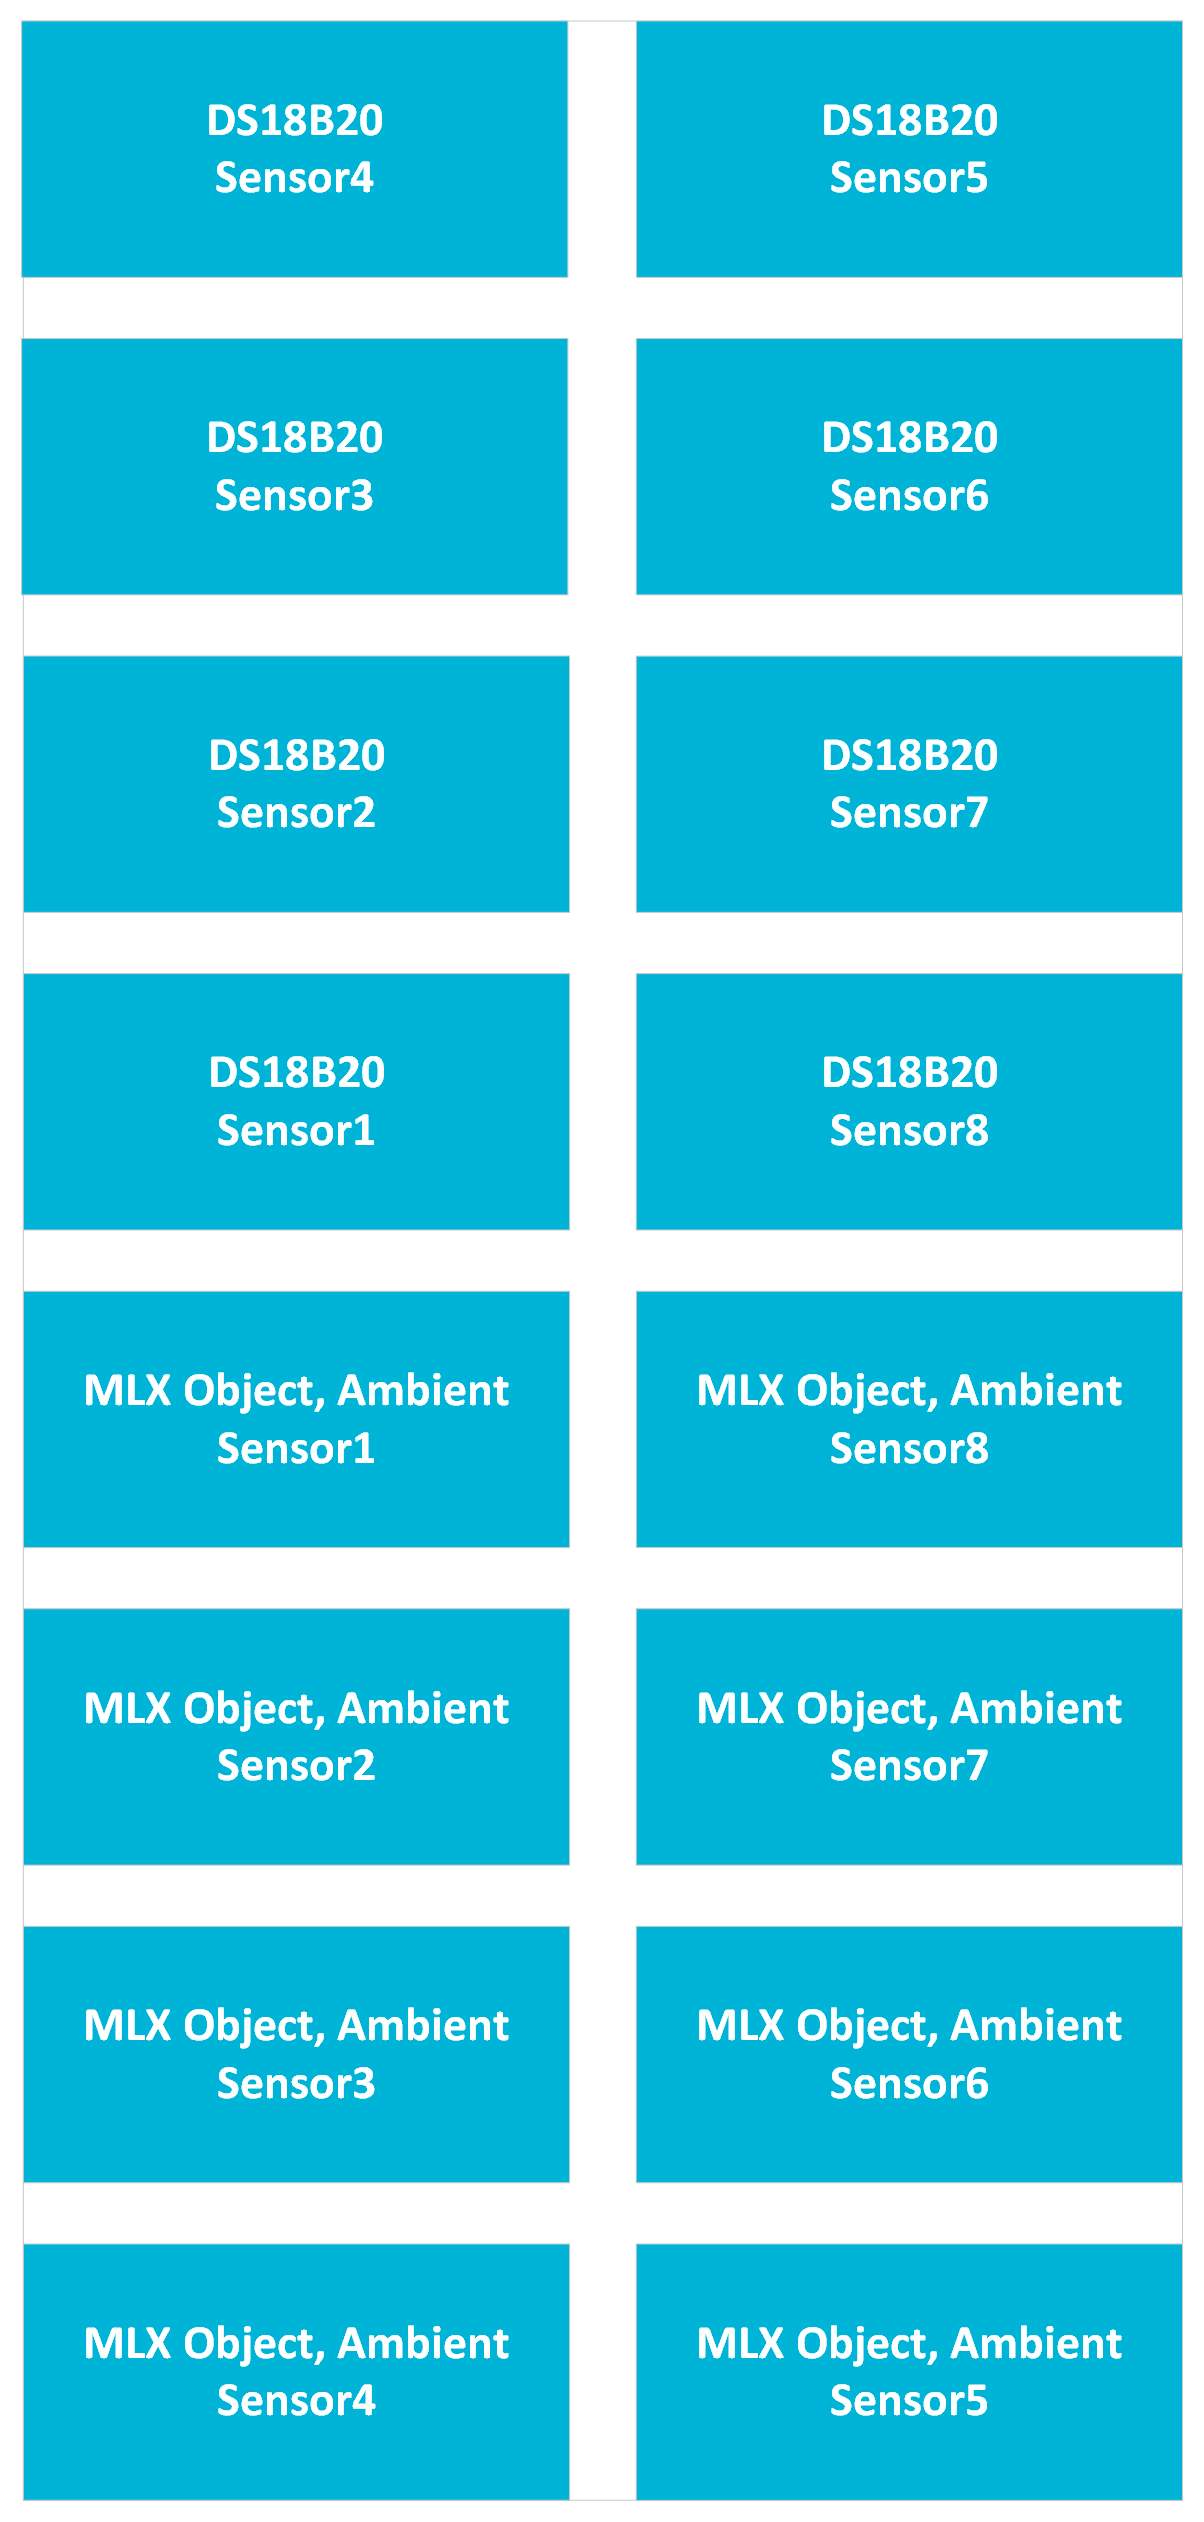 DS18B20
Sensor4
DS18B20
Sensor5
DS18B20
Sensor3
DS18B20
Sensor6
DS18B20
Sensor2
DS18B20
Sensor7
DS18B20
Sensor1
DS18B20
Sensor8
MLX Object, Ambient
Sensor1
MLX Object, Ambient
Sensor8
MLX Object, Ambient
Sensor2
MLX Object, Ambient
Sensor7
MLX Object, Ambient
Sensor3
MLX Object, Ambient
Sensor6
MLX Object, Ambient
Sensor4
MLX Object, Ambient
Sensor5